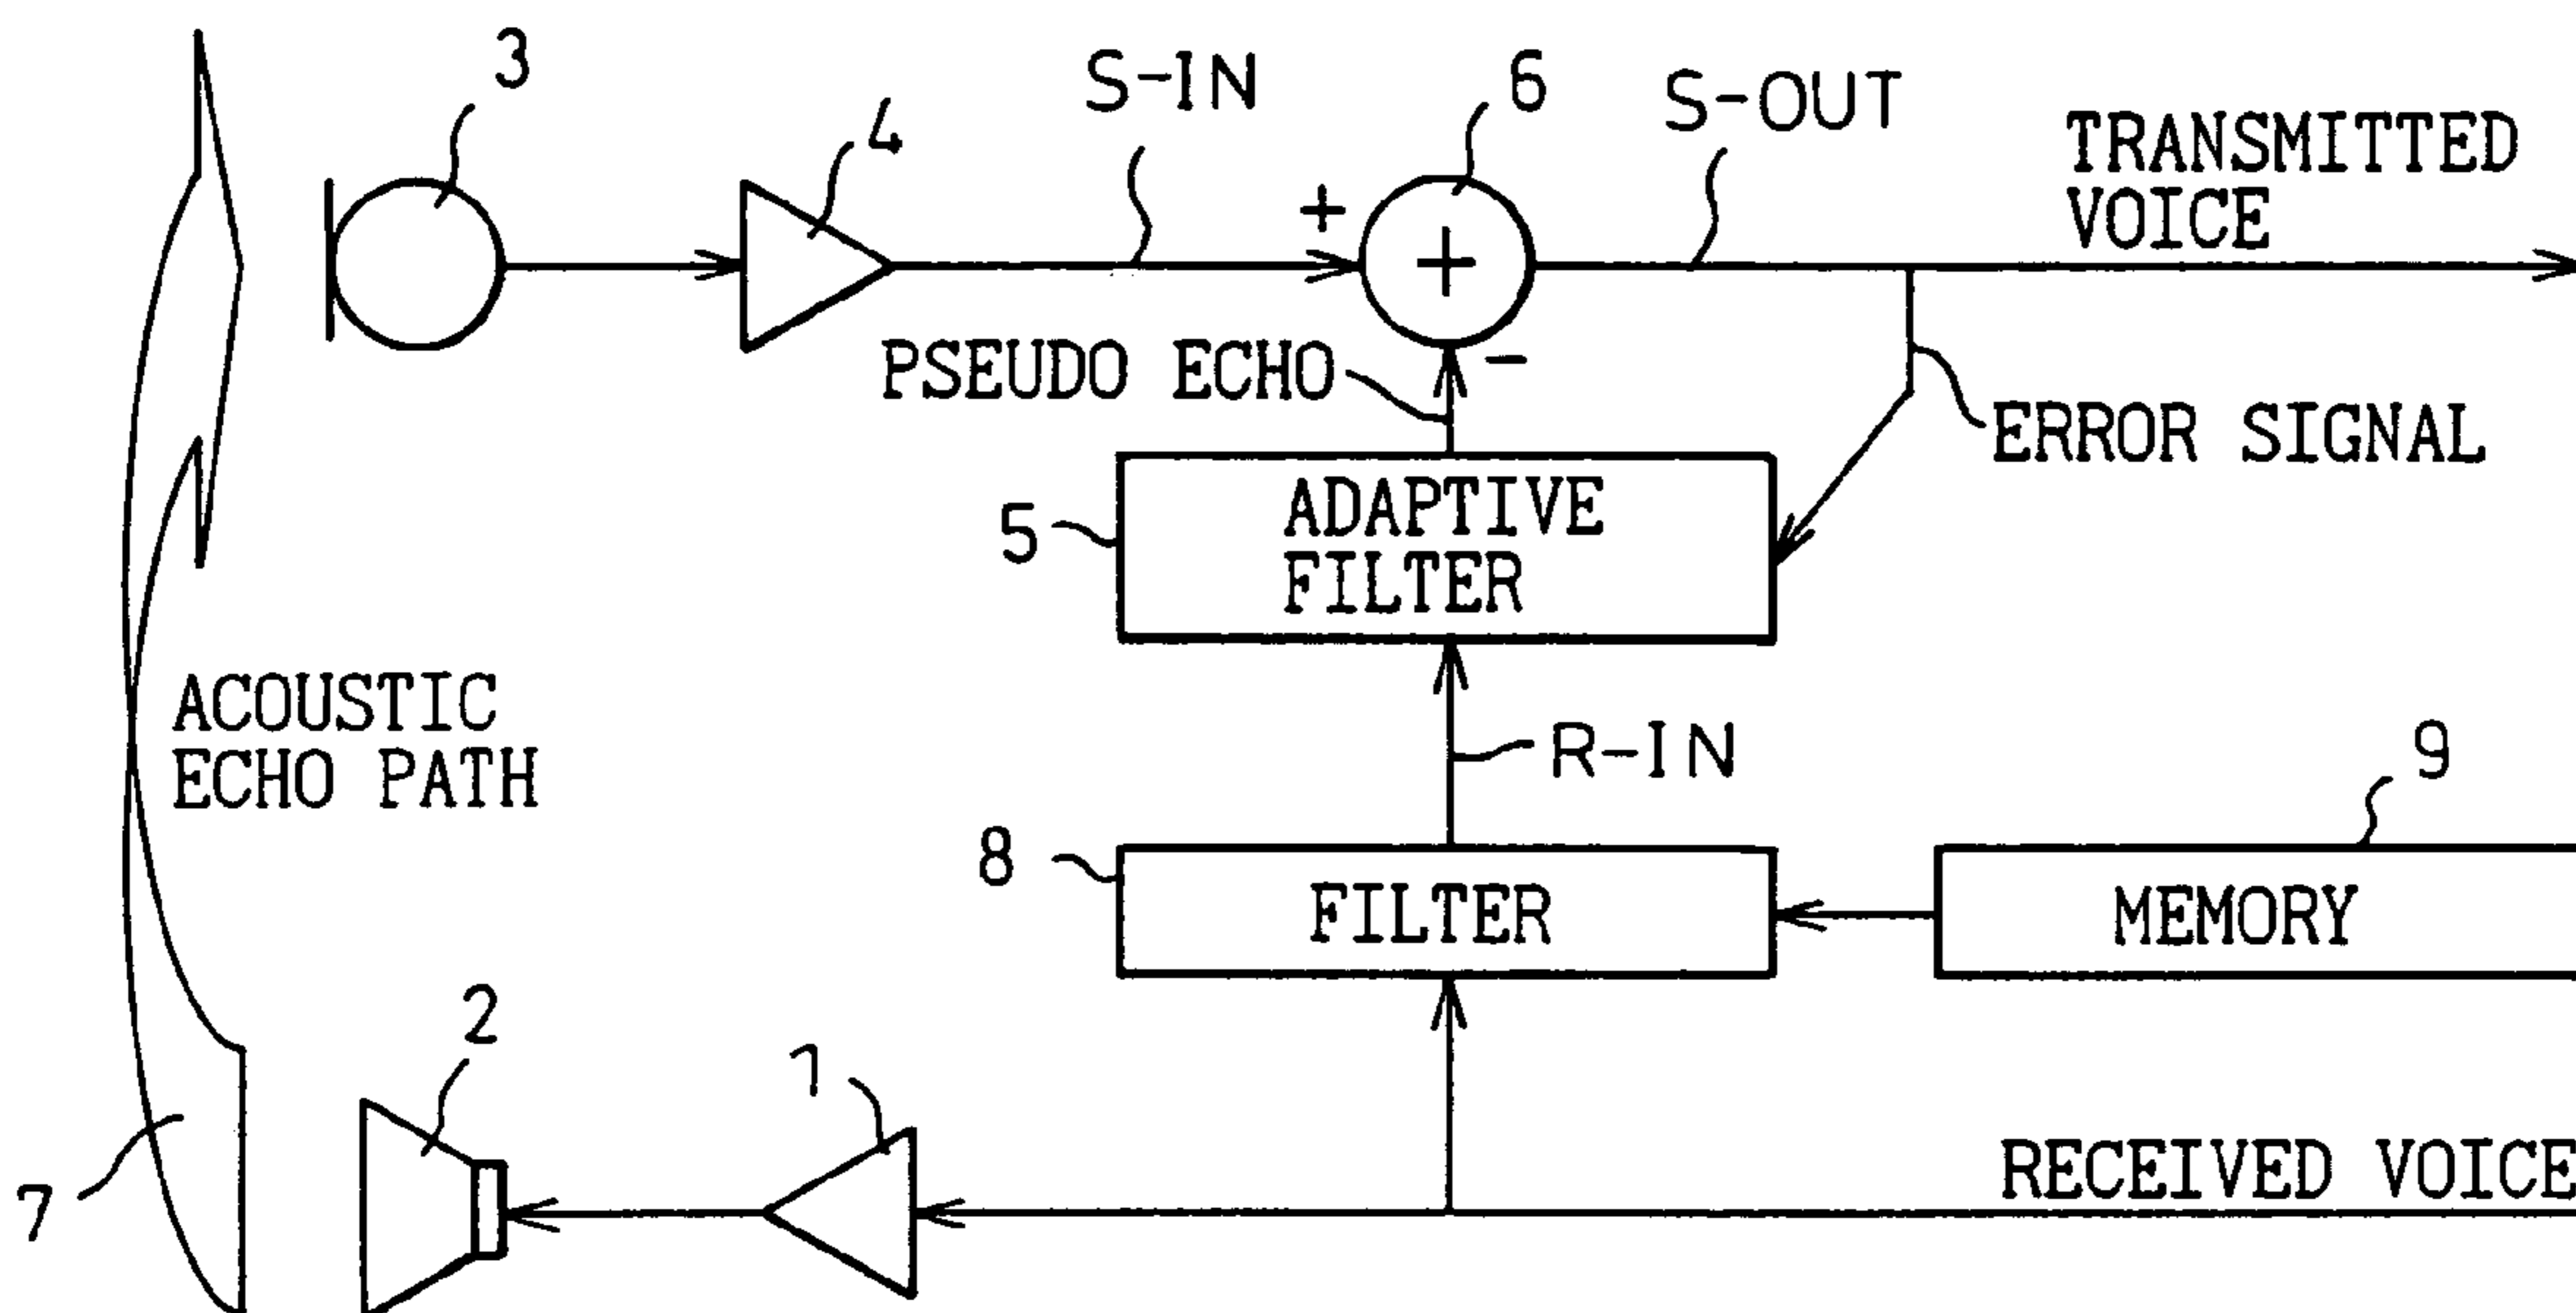 3
4
S-IN
6
S-OUT
TRANSMITTED
VOICE
+
+
-
PSEUDO ECHO
ERROR SIGNAL
5
ADAPTIVE
FILTER
ACOUSTIC
ECHO PATH
R-IN
8
FILTER
9
MEMORY
2
1
7
RECEIVED VOICE